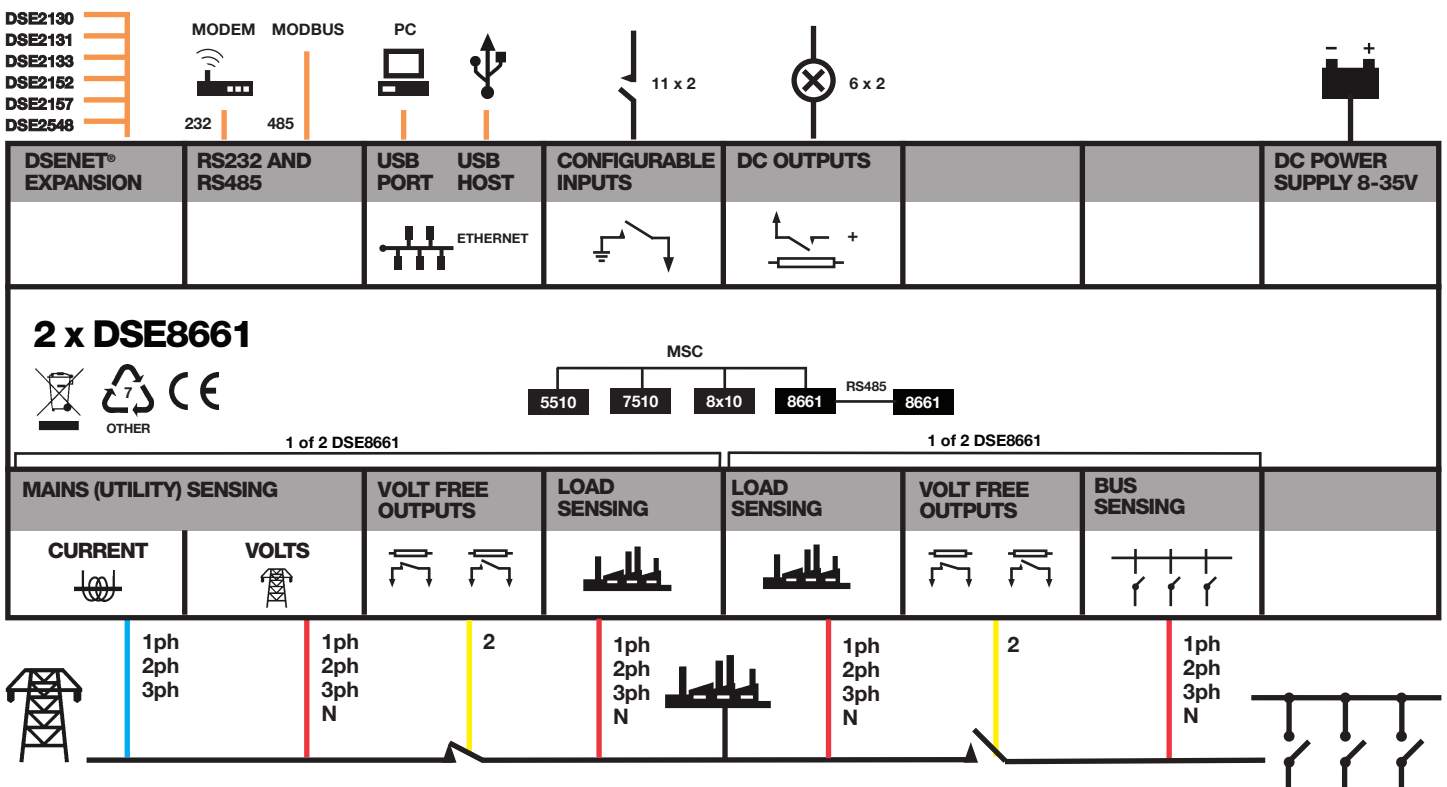 DSE2130
DSE2131
DSE2133
DSE2152
DSE2157
DSE2548
MODEM
MODBUS
PC
232
485
11 x 2
6 x 2
- +
DSENET®
EXPANSION
RS232 AND
RS485
USB
PORT
USB
HOST
CONFIGURABLE
INPUTS
DC OUTPUTS
DC POWER
SUPPLY 8-35V
ETHERNET
+
2 x DSE8661
7
OTHER
CE
MSC
5510
7510
8x10
8661
RS485
8661
1 of 2 DSE8661
1 of 2 DSE8661
MAINS (UTILITY) SENSING
VOLT FREE
OUTPUTS
LOAD
SENSING
LOAD
SENSING
VOLT FREE
OUTPUTS
BUS
SENSING
CURRENT
VOLTS
1ph
2ph
3ph
1ph
2ph
3ph
N
2
1ph
2ph
3ph
N
1ph
2ph
3ph
N
2
1ph
2ph
3ph
N